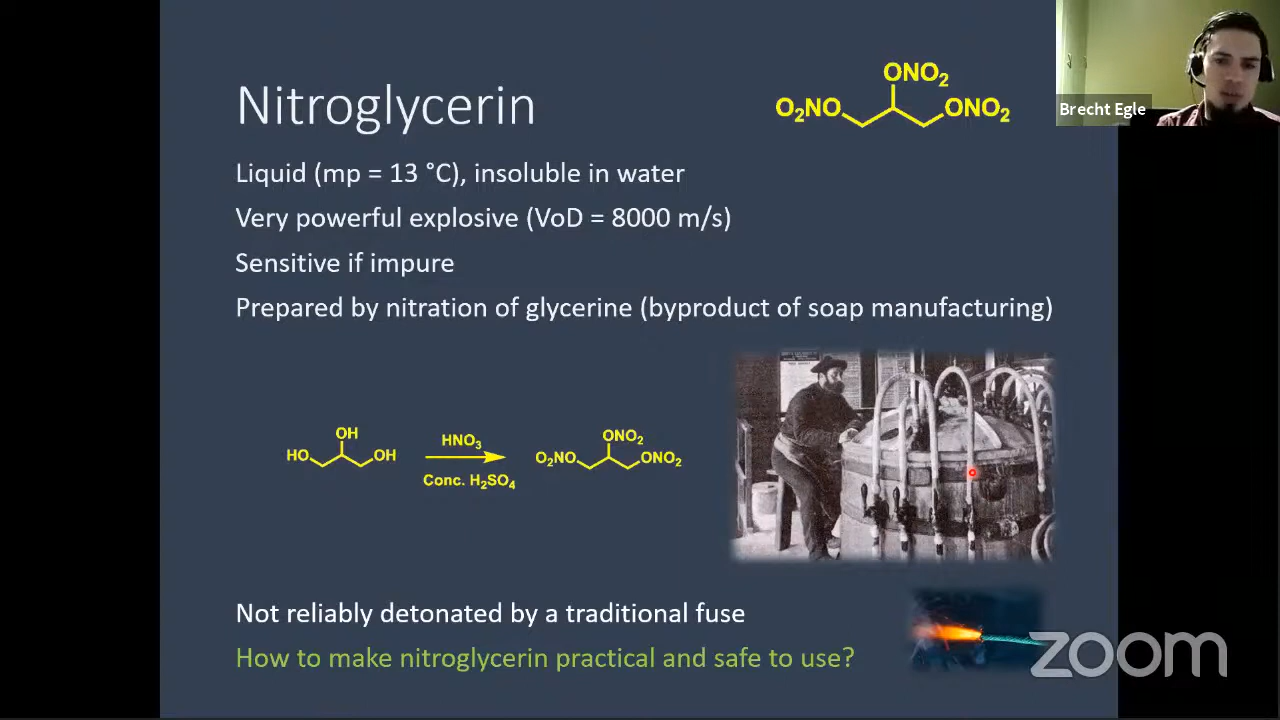 Nitroglycerin
ONO₂
O₂NO
ONO₂
Brecht Egle
Liquid (mp = 13 °C), insoluble in water
Very powerful explosive (VoD = 8000 m/s)
Sensitive if impure
Prepared by nitration of glycerine (byproduct of soap manufacturing)
OH
HO
OH
HNO₃
Conc. H₂SO₄
ONO₂
O₂NO
ONO₂
Not reliably detonated by a traditional fuse
How to make nitroglycerin practical and safe to use?
zoom